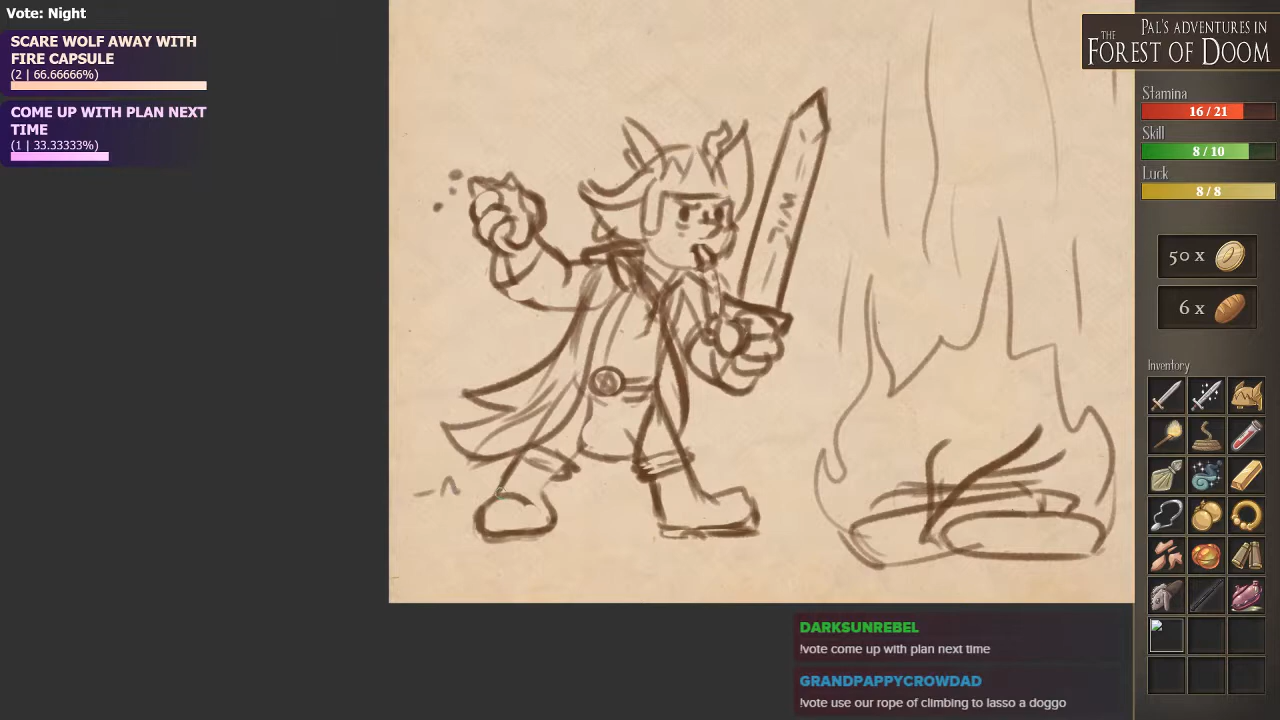 Vote: Night
SCARE WOLF AWAY WITH
FIRE CAPSULE
(2 | 66.66666%)
COME UP WITH PLAN NEXT
TIME
(1 | 33.33333%)
PAL'S ADVENTURES IN
THE
FOREST OF DOOM
Stamina
16 / 21
Skill
8 / 10
Luck
8 / 8
50 x
6 x
Inventory
DARKSUNREBEL
!vote come up with plan next time
GRANDPAPPYCROWDAD
!vote use our rope of climbing to lasso a doggo